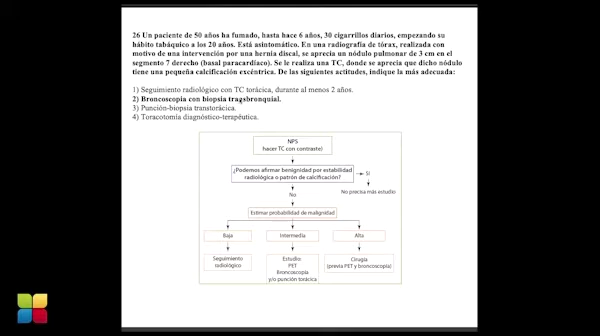 26 Un paciente de 50 años ha fumado, hasta hace 6 años, 30 cigarrillos diarios, empezando su
hábito tabáquico a los 20 años. Está asintomático. En una radiografía de tórax, realizada con
motivo de una intervención por una hernia discal, se aprecia un nódulo pulmonar de 3 cm en el
segmento 7 derecho (basal paracardíaco). Se le realiza una TC, donde se aprecia que dicho nódulo
tiene una pequeña calcificación excéntrica. De las siguientes actitudes, indique la más adecuada:
1) Seguimiento radiológico con TC torácica, durante al menos 2 años.
2) Broncoscopia con biopsia transbronquial.
3) Punción-biopsia transtorácica.
4) Toracotomía diagnóstico-terapéutica.
NPS
hacer TC con contraste)
¿Podemos afirmar benignidad por estabilidad
radiológica o patrón de calcificación?
Sí
No precisa más estudio
No
Estimar probabilidad de malignidad
Baja
Intermedia
Alta
Seguimiento
radiológico
Estudio:
PET
Broncoscopia
y/o punción torácica
Cirugía
(previa PET y broncoscopia)